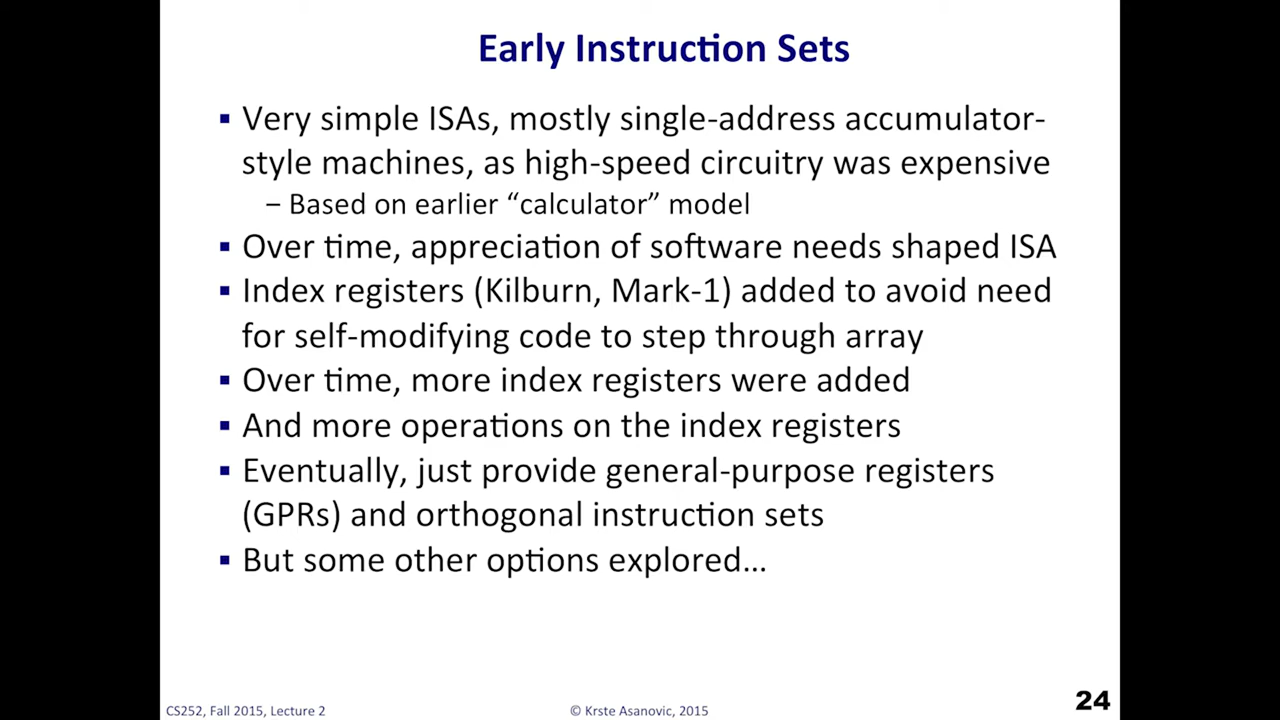 Early Instruction Sets
▪ Very simple ISAs, mostly single-address accumulator-
style machines, as high-speed circuitry was expensive
– Based on earlier “calculator” model
▪ Over time, appreciation of software needs shaped ISA
▪ Index registers (Kilburn, Mark-1) added to avoid need
for self-modifying code to step through array
▪ Over time, more index registers were added
▪ And more operations on the index registers
▪ Eventually, just provide general-purpose registers
(GPRs) and orthogonal instruction sets
▪ But some other options explored…
CS252, Fall 2015, Lecture 2
© Krste Asanovic, 2015
24